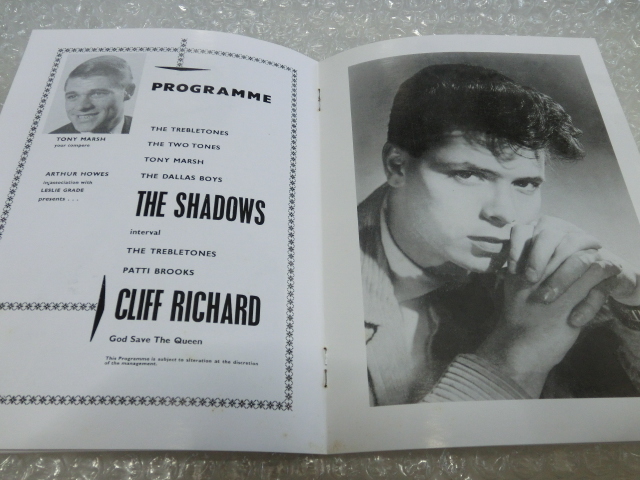 PROGRAMME
TONY MARSH
your compere
ARTHUR HOWES
in association with
LESLIE GRADE
presents . . .
THE TREBLETONES
THE TWO TONES
TONY MARSH
THE DALLAS BOYS
THE SHADOWS
interval
THE TREBLETONES
PATTI BROOKS
CLIFF RICHARD
God Save The Queen
This Programme is subject to alteration at the discretion
of the management.